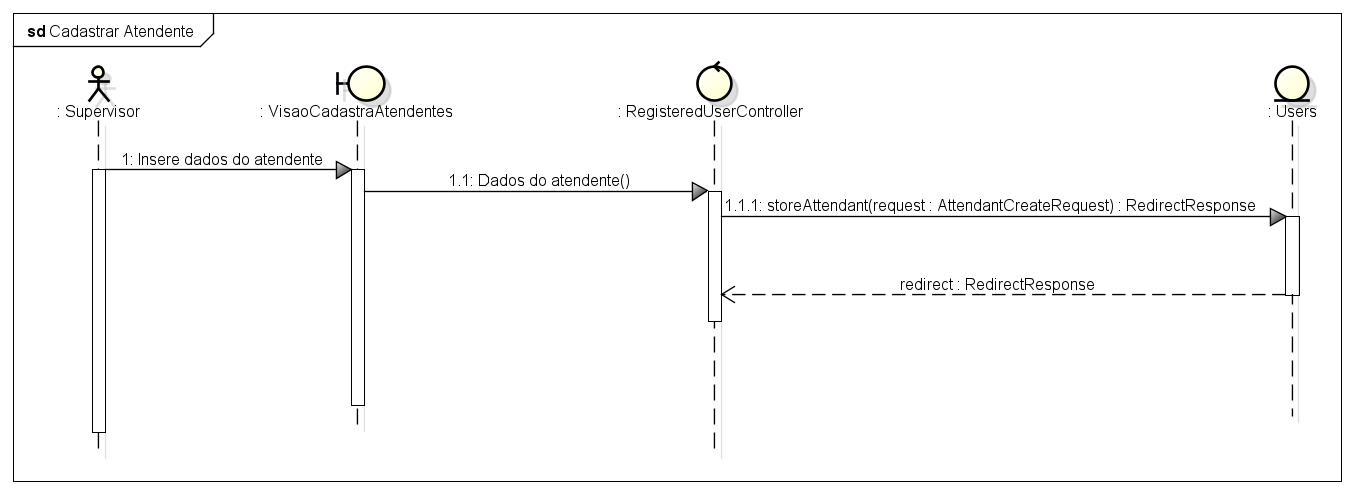 sd Cadastrar Atendente
: Supervisor
: VisaoCadastraAtendentes
: RegisteredUserController
: Users
1: Insere dados do atendente
1.1: Dados do atendente()
1.1.1: storeAttendant(request : AttendantCreateRequest) : RedirectResponse
redirect : RedirectResponse